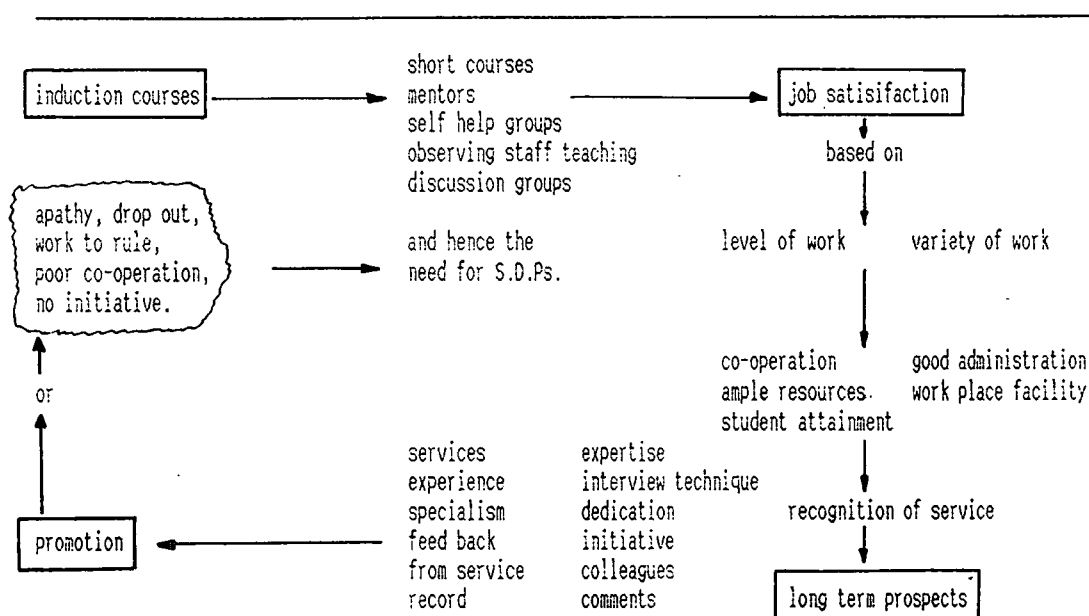 induction courses
short courses
mentors
self help groups
observing staff teaching
discussion groups
job satisifaction
based on
level of work
variety of work
co-operation
ample resources.
student attainment
good administration
work place facility
recognition of service
long term prospects
services
experience
specialism
feed back
from service
record
expertise
interview technique
dedication
initiative
colleagues
comments
promotion
or
apathy, drop out,
work to rule,
poor co-operation,
no initiative.
and hence the
need for S.D.Ps.